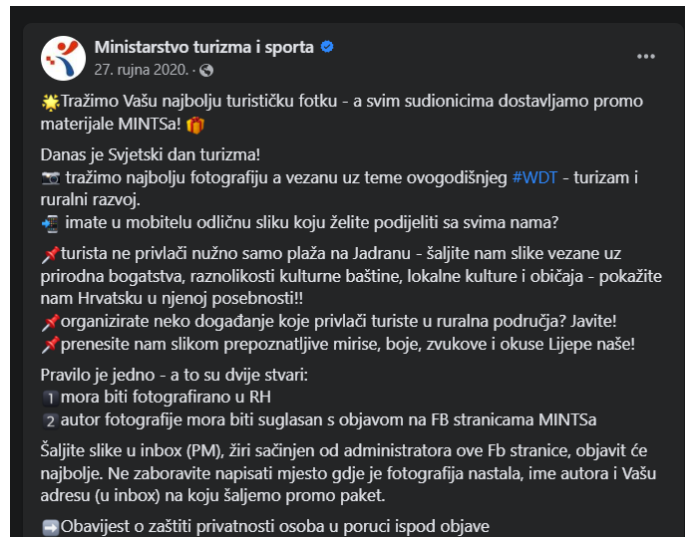 Ministarstvo turizma i sporta
27. rujna 2020. ·
🌟Tražimo Vašu najbolju turističku fotku - a svim sudionicima dostavljamo promo
materijale MINTSa! 🎁
Danas je Svjetski dan turizma!
📷 tražimo najbolju fotografiju a vezanu uz teme ovogodišnjeg #WDT - turizam i
ruralni razvoj.
📲 imate u mobitelu odličnu sliku koju želite podijeliti sa svima nama?
📌turista ne privlači nužno samo plaža na Jadranu - šaljite nam slike vezane uz
prirodna bogatstva, raznolikosti kulturne baštine, lokalne kulture i običaja - pokažite
nam Hrvatsku u njenoj posebnosti!!
📌organizirate neko događanje koje privlači turiste u ruralna područja? Javite!
📌prenesite nam slikom prepoznatljive mirise, boje, zvukove i okuse Lijepe naše!
Pravilo je jedno - a to su dvije stvari:
1️⃣ mora biti fotografirano u RH
2️⃣ autor fotografije mora biti suglasan s objavom na FB stranicama MINTSa
Šaljite slike u inbox (PM), žiri sačinjen od administratora ove Fb stranice, objavit će
najbolje. Ne zaboravite napisati mjesto gdje je fotografija nastala, ime autora i Vašu
adresu (u inbox) na koju šaljemo promo paket.
➡️Obavijest o zaštiti privatnosti osoba u poruci ispod objave